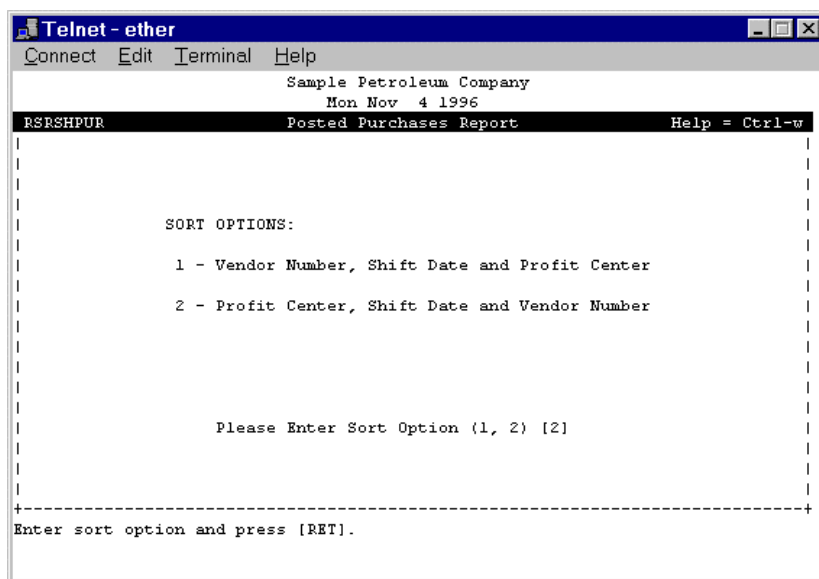 Telnet - ether
Connect Edit Terminal Help
Sample Petroleum Company
Mon Nov 4 1996
RSRSHPUR Posted Purchases Report Help = Ctrl-w
SORT OPTIONS:
1 - Vendor Number, Shift Date and Profit Center
2 - Profit Center, Shift Date and Vendor Number
Please Enter Sort Option (1, 2) [2]
Enter sort option and press [RET].